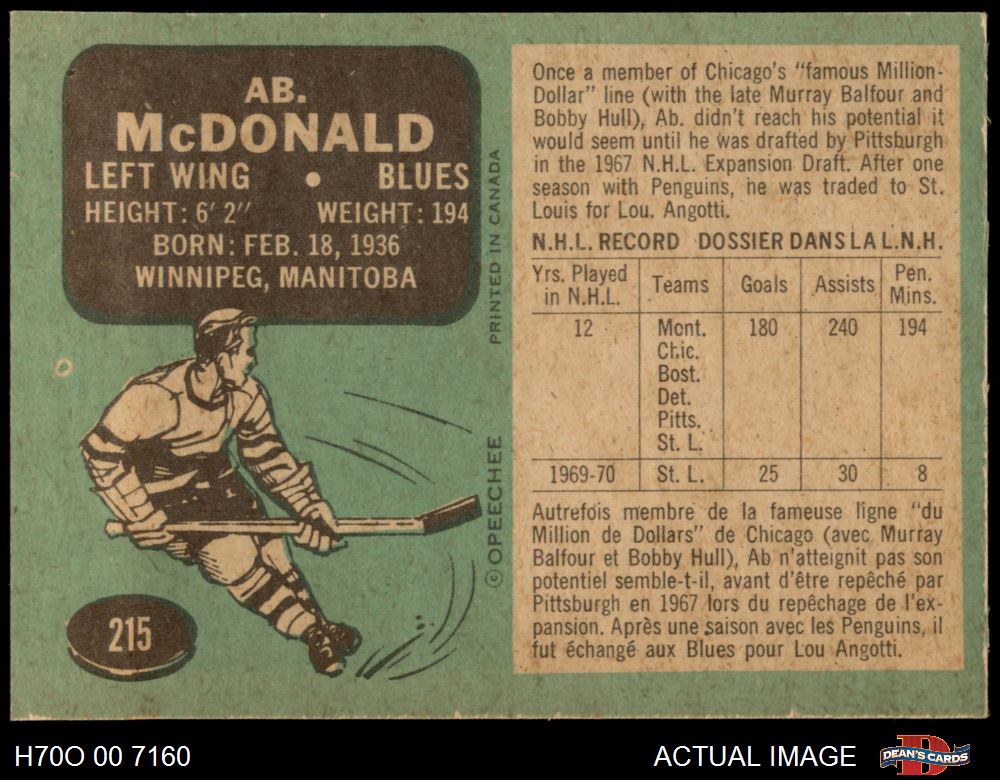 AB.
McDONALD
LEFT WING • BLUES
HEIGHT: 6' 2" WEIGHT: 194
BORN: FEB. 18, 1936
WINNIPEG, MANITOBA
215
© OPEECHEE PRINTED IN CANADA
Once a member of Chicago's "famous Million-
Dollar" line (with the late Murray Balfour and
Bobby Hull), Ab. didn't reach his potential it
would seem until he was drafted by Pittsburgh
in the 1967 N.H.L. Expansion Draft. After one
season with Penguins, he was traded to St.
Louis for Lou. Angotti.
N.H.L. RECORD DOSSIER DANS LA L.N.H.
Yrs. Played in N.H.L. Teams Goals Assists Pen. Mins.
12 Mont. 180 240 194
Chic.
Bost.
Det.
Pitts.
St. L.
1969-70 St. L. 25 30 8
Autrefois membre de la fameuse ligne "du
Million de Dollars" de Chicago (avec Murray
Balfour et Bobby Hull), Ab n'atteignit pas son
potentiel semble-t-il, avant d'être repêché par
Pittsburgh en 1967 lors du repêchage de l'ex-
pansion. Après une saison avec les Penguins, il
fut échangé aux Blues pour Lou Angotti.
H70O 00 7160
ACTUAL IMAGE
DEAN'S CARDS